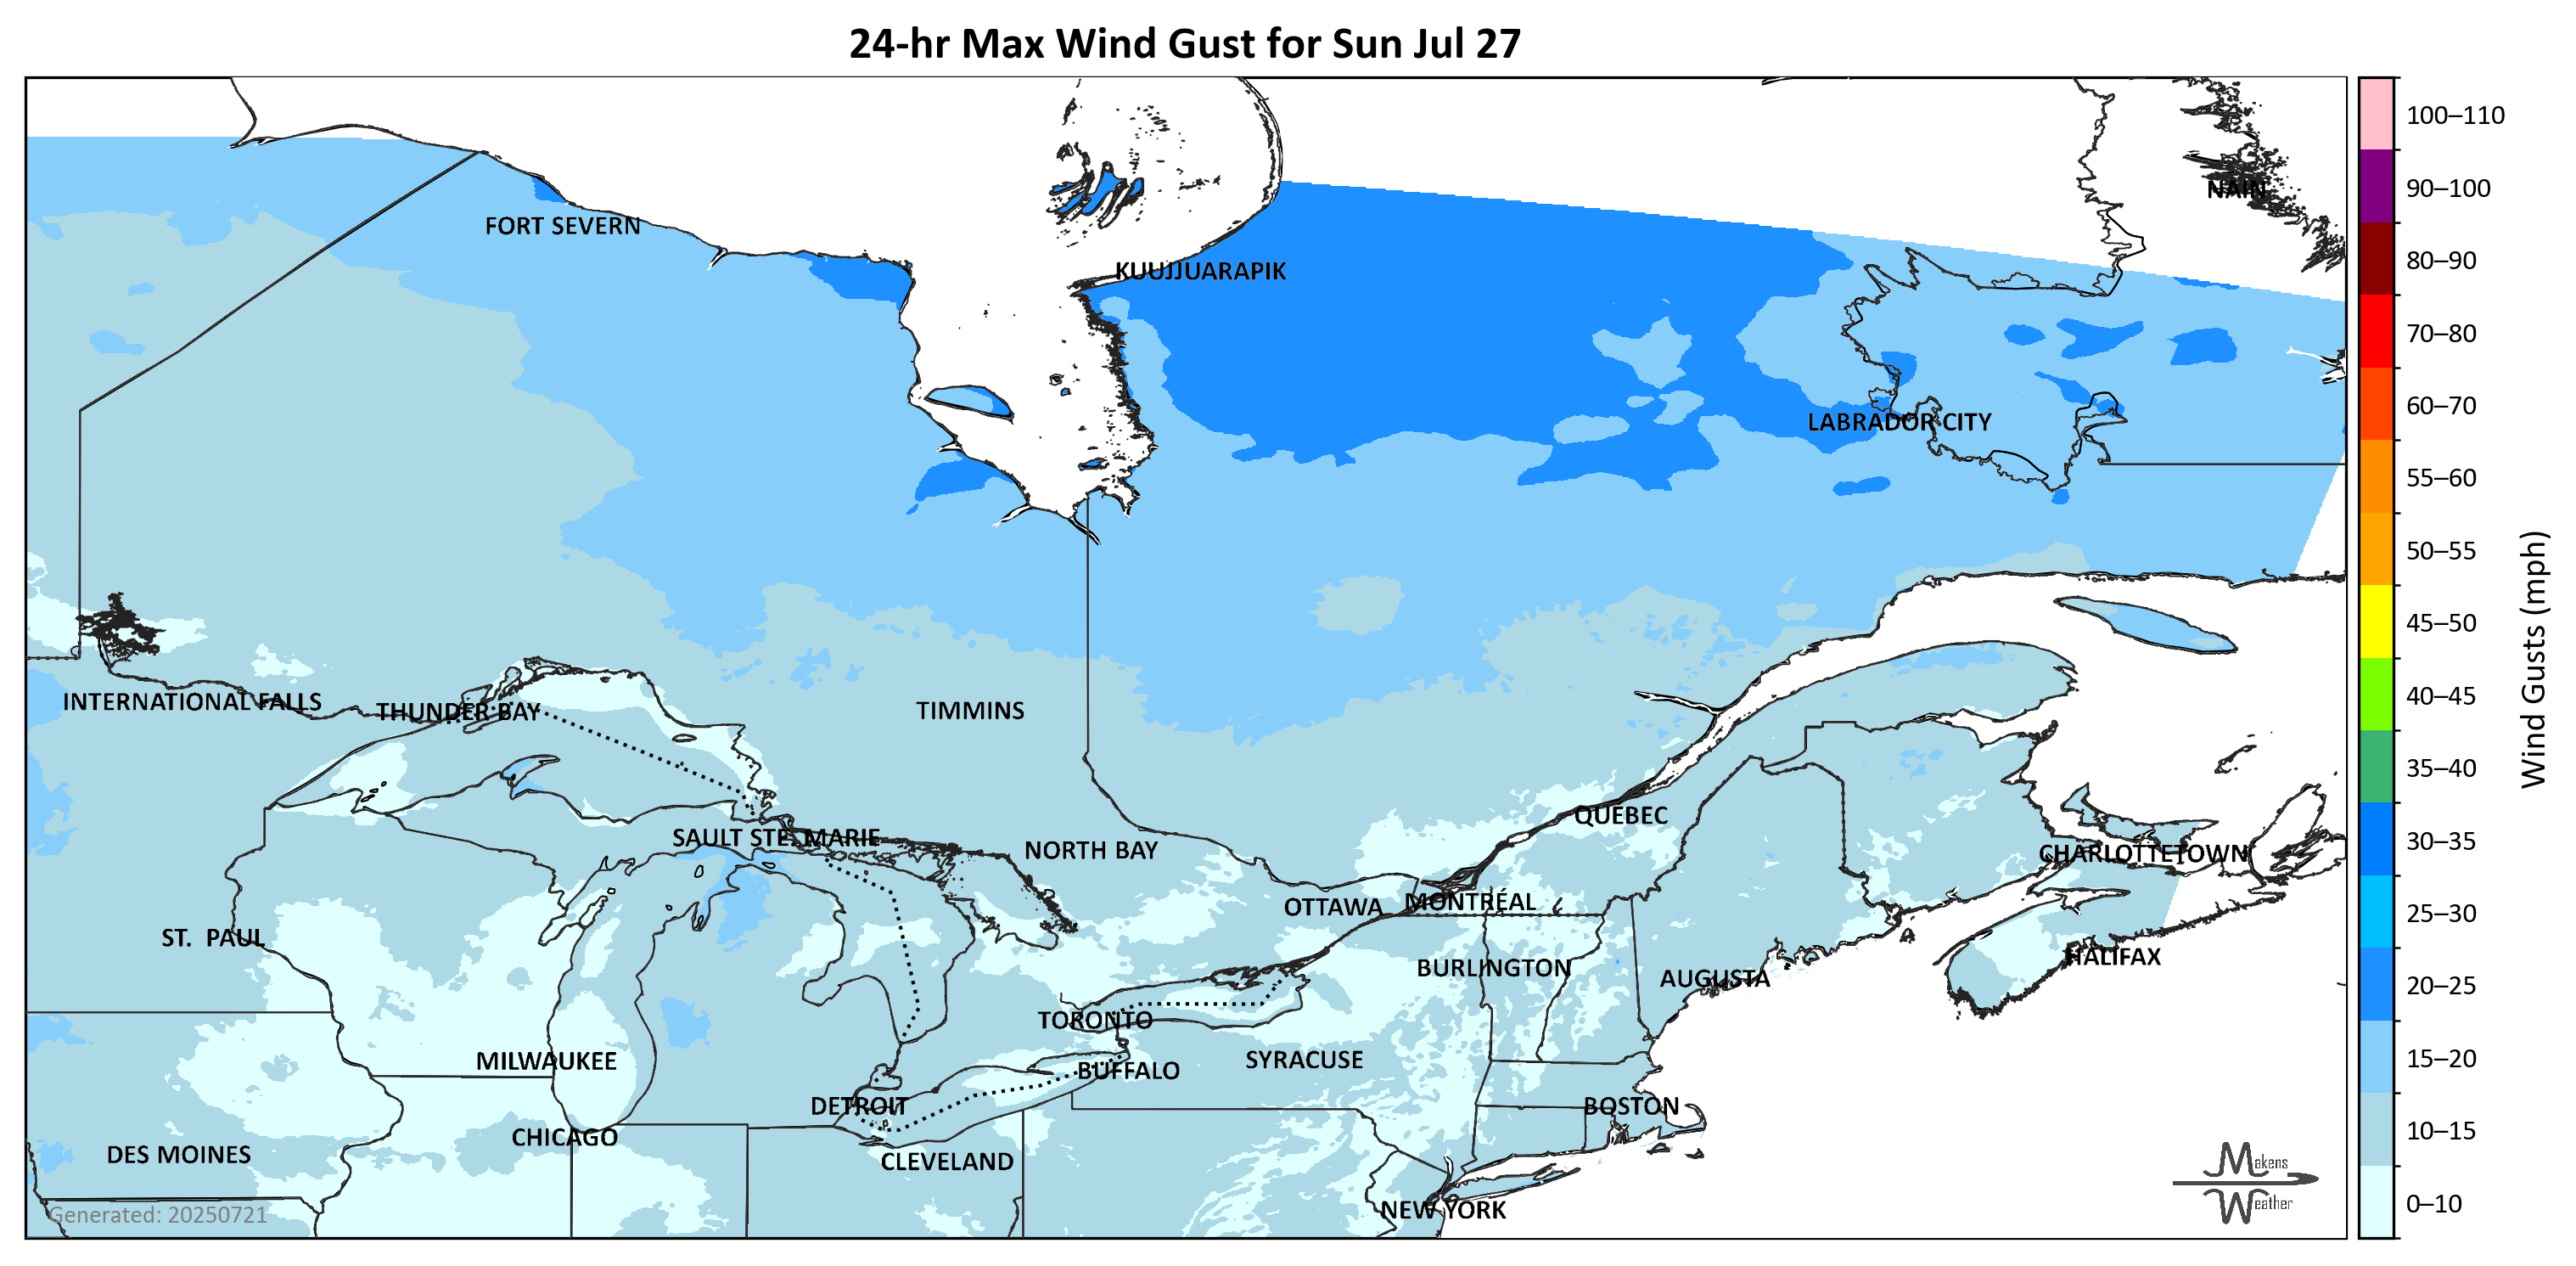 24-hr Max Wind Gust for Sun Jul 27
100–110
90–100
NAIN
FORT SEVERN
80–90
KUUJJUARAPIK
70–80
60–70
LABRADOR CITY
55–60
50–55
45–50
Wind Gusts (mph)
40–45
INTERNATIONAL FALLS
THUNDER BAY
TIMMINS
35–40
QUEBEC
30–35
SAULT STE. MARIE
NORTH BAY
CHARLOTTETOWN
MONTRÉAL
OTTAWA
25–30
ST. PAUL
HALIFAX
BURLINGTON
AUGUSTA
20–25
TORONTO
15–20
MILWAUKEE
SYRACUSE
BUFFALO
DETROIT
BOSTON
10–15
CHICAGO
DES MOINES
CLEVELAND
Makens
Weather
0–10
NEW YORK
Generated: 20250721